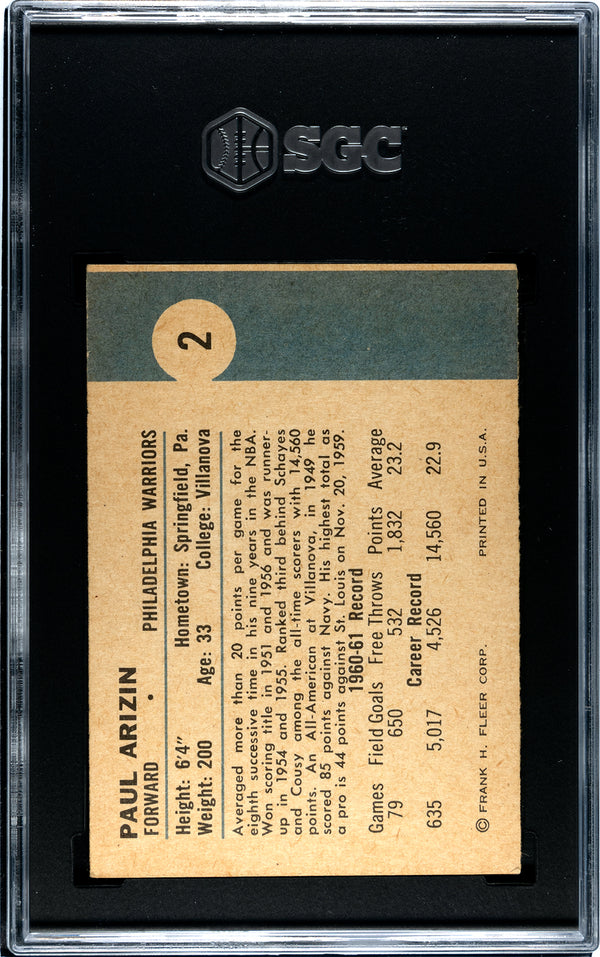 SGC
2
PAUL ARIZIN
FORWARD PHILADELPHIA WARRIORS
Height: 6'4" Hometown: Springfield, Pa.
Weight: 200 Age: 33 College: Villanova
Averaged more than 20 points per game for the
eighth successive time in his nine years in the NBA.
Won scoring title in 1951 and 1956 and was runner-
up in 1954 and 1955. Ranked third behind Schayes
and Cousy among the all-time scorers with 14,560
points. An All-American at Villanova, in 1949 he
scored 85 points against Navy. His highest total as
a pro is 44 points against St. Louis on Nov. 20, 1959.
1960-61 Record
Games Field Goals Free Throws Points Average
79 650 532 1,832 23.2
Career Record
635 5,017 4,526 14,560 22.9
© FRANK H. FLEER CORP. PRINTED IN U.S.A.